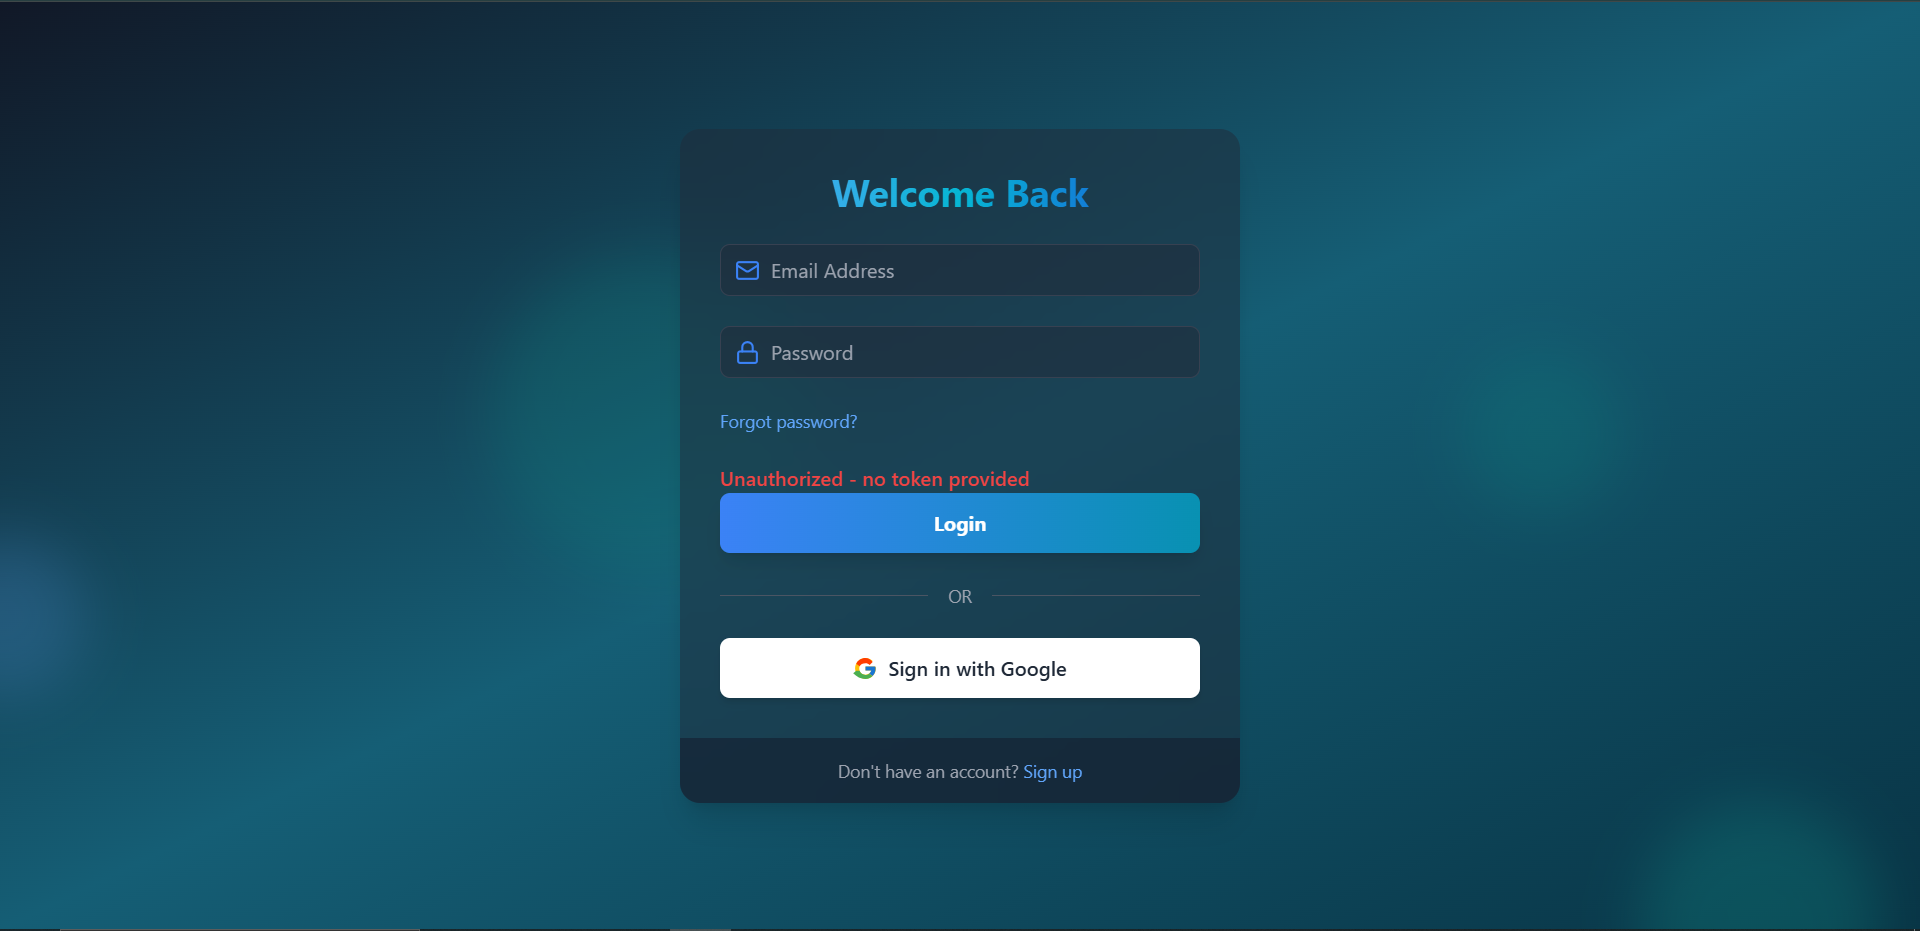 Welcome Back
Email Address
Password
Forgot password?
Unauthorized - no token provided
Login
OR
Sign in with Google
Don't have an account? Sign up